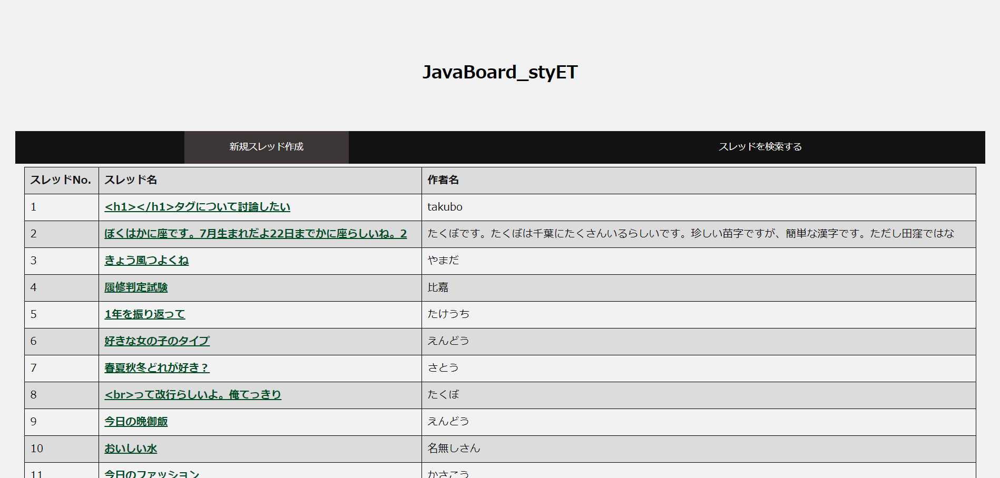 JavaBoard_styET
新規スレッド作成 スレッドを検索する
スレッドNo. スレッド名 作者名
1 <h1></h1>タグについて討論したい takubo
2 ぼくはかに座です。7月生まれだよ22日までかに座らしいね。2 たくぼです。たくぼは千葉にたくさんいるらしいです。珍しい苗字ですが、簡単な漢字です。ただし田窪ではな
3 きょう風つよくね やまだ
4 履修判定試験 比嘉
5 1年を振り返って たけうち
6 好きな女の子のタイプ えんどう
7 春夏秋冬どれが好き？ さとう
8 <br>って改行らしいよ。俺てっきり たくぼ
9 今日の晩御飯 えんどう
10 おいしい水 名無しさん
11 今日のファッション かさこう